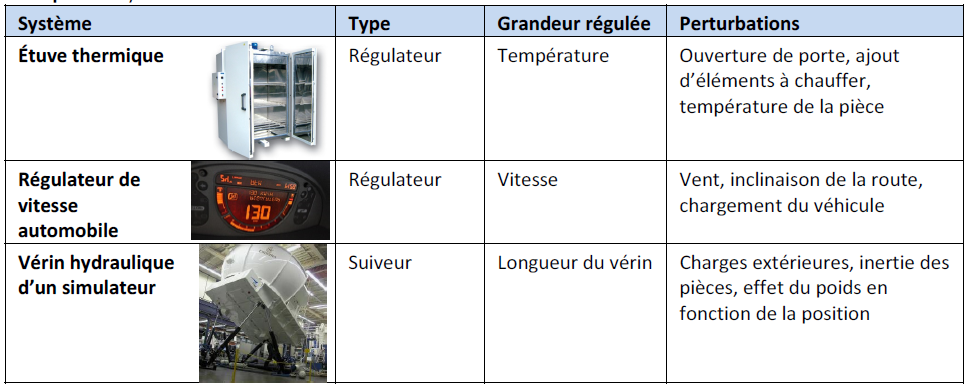 Système Type Grandeur régulée Perturbations
Étuve thermique Régulateur Température Ouverture de porte, ajout
d’éléments à chauffer,
température de la pièce
Régulateur de Régulateur Vitesse Vent, inclinaison de la route,
vitesse chargement du véhicule
automobile
130
Vérin hydraulique Suiveur Longueur du vérin Charges extérieures, inertie des
d’un simulateur pièces, effet du poids en
fonction de la position